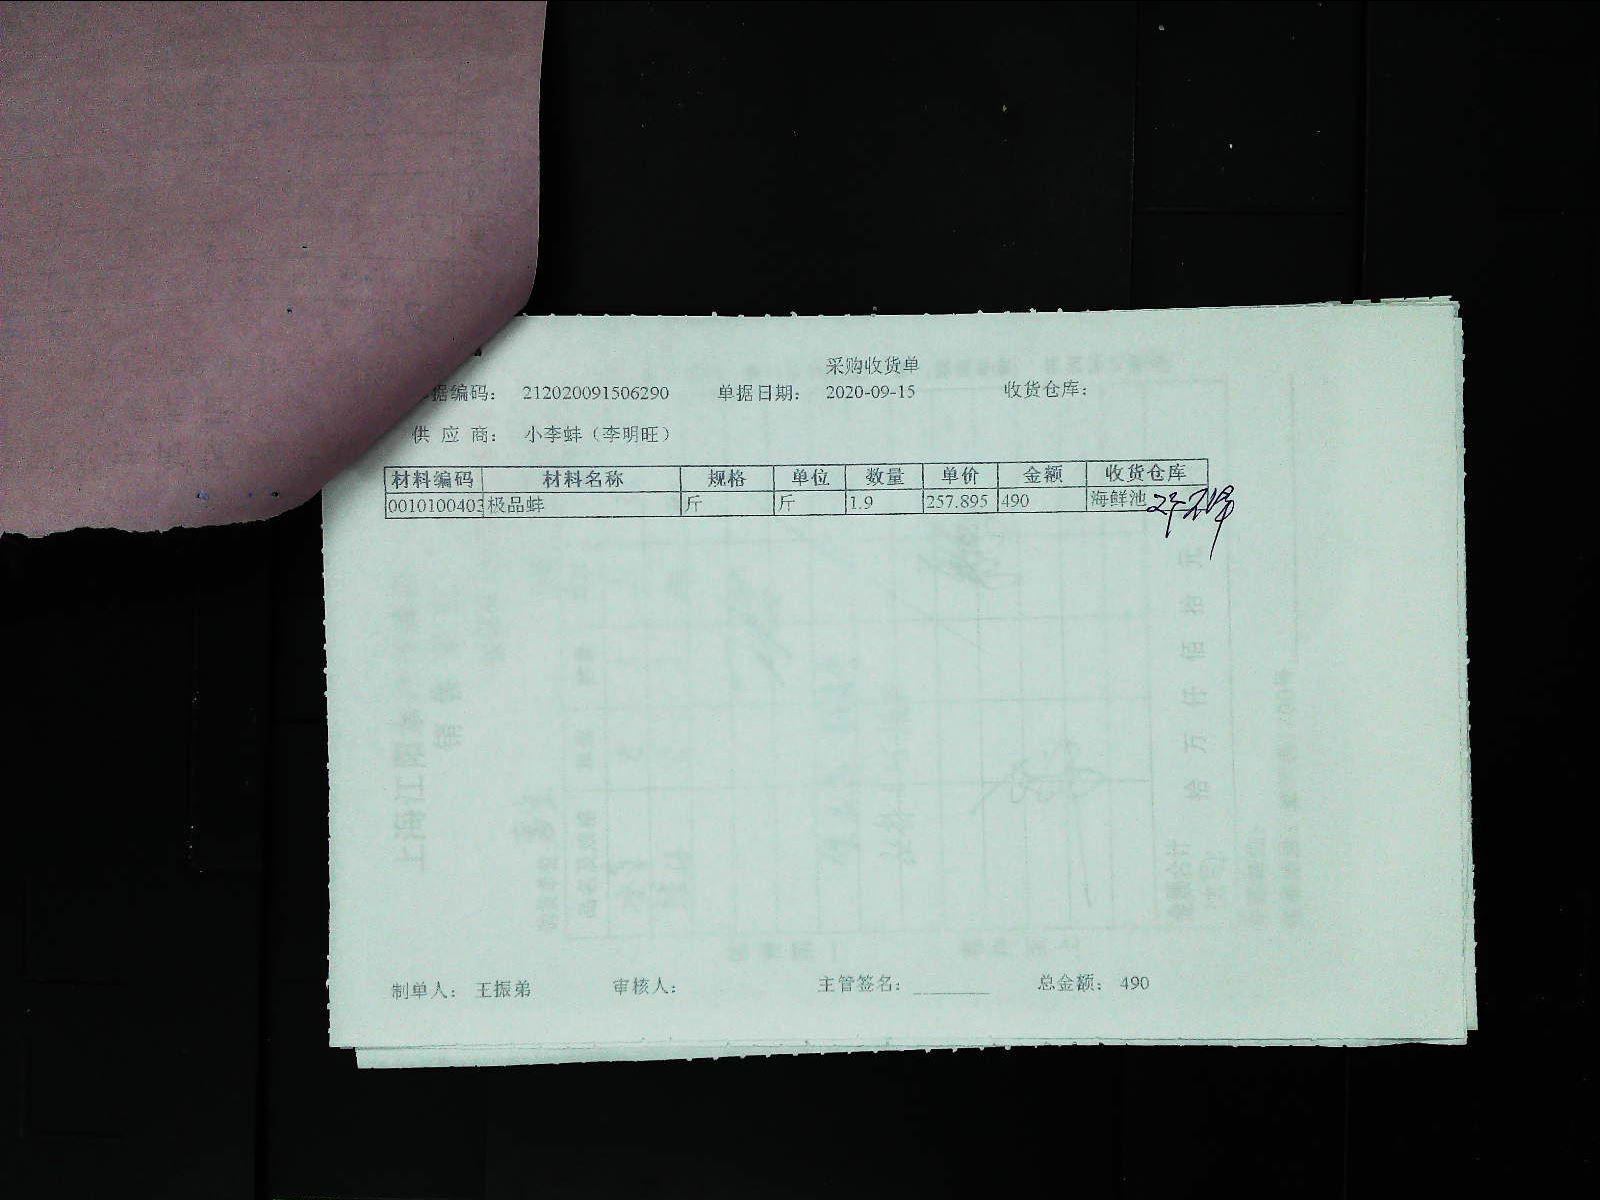 采购收货单
据编码： 212020091506290 单据日期： 2020-09-15 收货仓库：
供 应 商： 小李蚌（李明旺）
材料编码 材料名称 规格 单位 数量 单价 金额 收货仓库
0010100403 极品蚌 斤 斤 1.9 257.895 490 海鲜池
制单人： 王振弟 审核人： 主管签名： ________ 总金额： 490